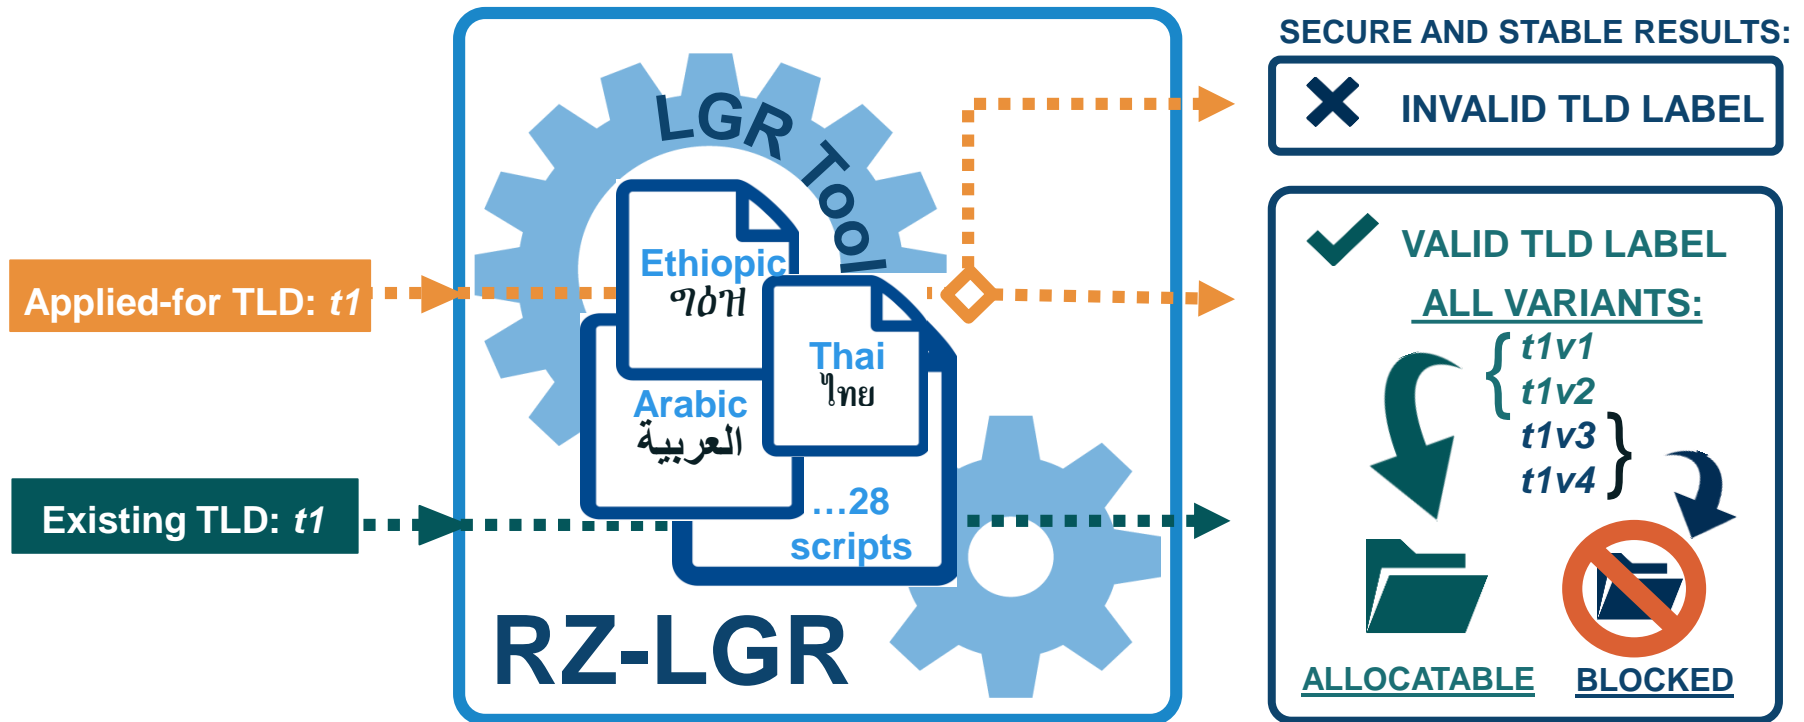 SECURE AND STABLE RESULTS:
INVALID TLD LABEL
LGR Tool
Applied-for TLD: t1
Existing TLD: t1
Ethiopic
ግዕዝ
Thai
ไทย
Arabic
العربية
...28
scripts
RZ-LGR
VALID TLD LABEL
ALL VARIANTS:
t1v1
t1v2
t1v3
t1v4
ALLOCATABLE
BLOCKED